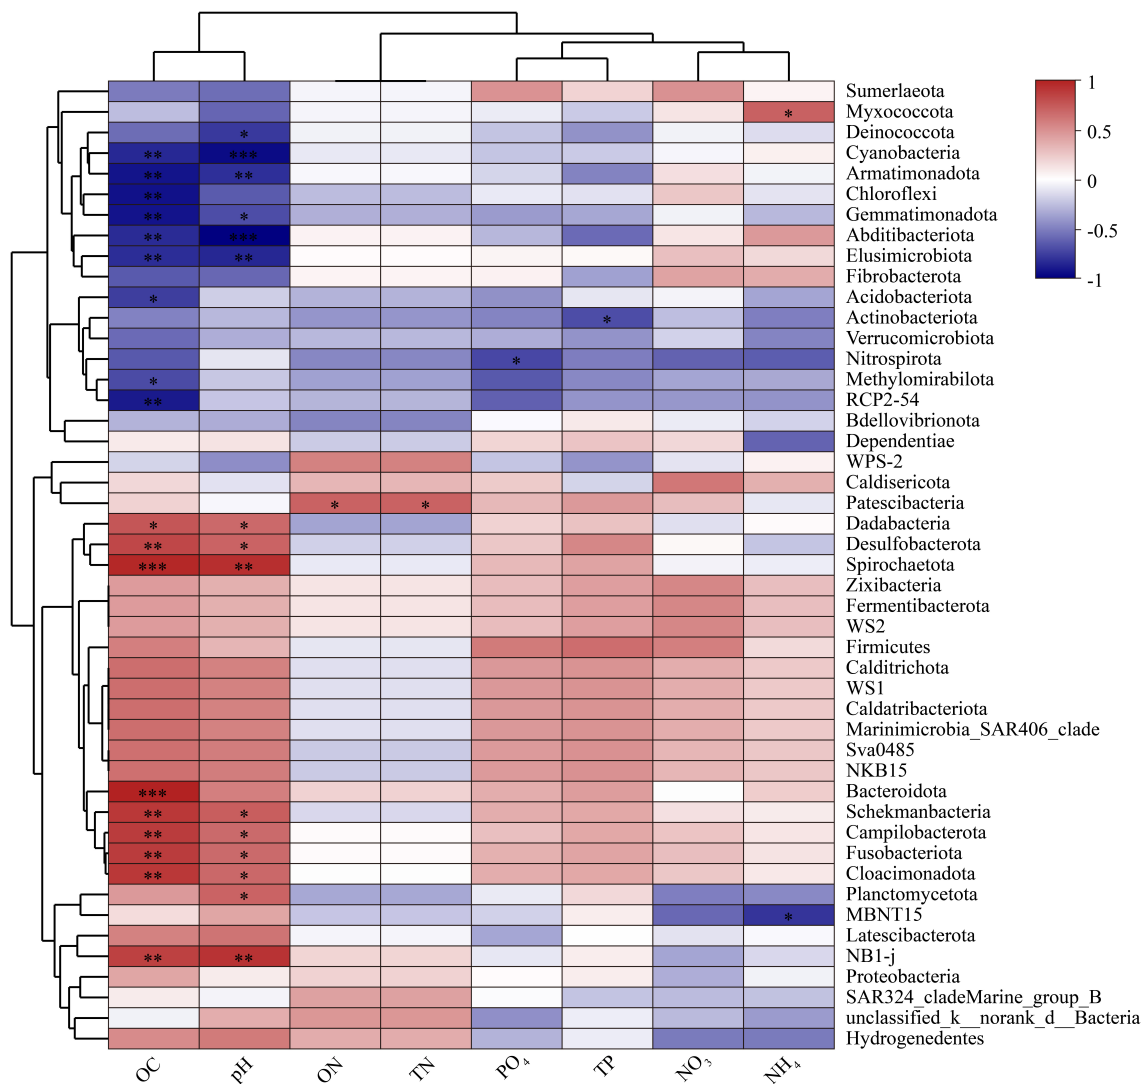 Sumerlaeota
* Myxococcota
* Deinococcota
** *** Cyanobacteria
** ** Armatimonadota
** Chloroflexi
** * Gemmatimonadota
** *** Abditibacteriota
** ** Elusimicrobiota
Fibrobacterota
* Acidobacteriota
* Actinobacteriota
Verrucomicrobiota
* Nitrospirota
* Methylomirabilota
** RCP2-54
Bdellovibrionota
Dependentiae
WPS-2
Caldisericota
* * Patescibacteria
* * Dadabacteria
** * Desulfobacterota
*** ** Spirochaetota
Zixibacteria
Fermentibacterota
WS2
Firmicutes
Calditrichota
WS1
Caldatribacteriota
Marinimicrobia_SAR406_clade
Sva0485
NKB15
*** Bacteroidota
** * Schekmanbacteria
** * Campilobacterota
** * Fusobacteriota
** * Cloacimonadota
* Planctomycetota
* MBNT15
Latescibacterota
** ** NB1-j
Proteobacteria
SAR324_cladeMarine_group_B
unclassified_k__norank_d__Bacteria
Hydrogenedentes
OC pH ON TN PO₄ TP NO₃ NH₄
1
0.5
0
-0.5
-1